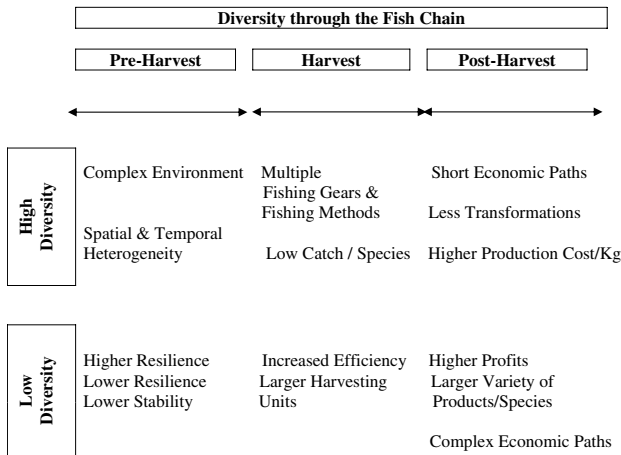 Diversity through the Fish Chain
Pre-Harvest
Harvest
Post-Harvest
High
Diversity
Complex Environment
Spatial & Temporal
Heterogeneity
Multiple
Fishing Gears &
Fishing Methods
Low Catch / Species
Short Economic Paths
Less Transformations
Higher Production Cost/Kg
Low
Diversity
Higher Resilience
Lower Resilience
Lower Stability
Increased Efficiency
Larger Harvesting
Units
Higher Profits
Larger Variety of
Products/Species
Complex Economic Paths